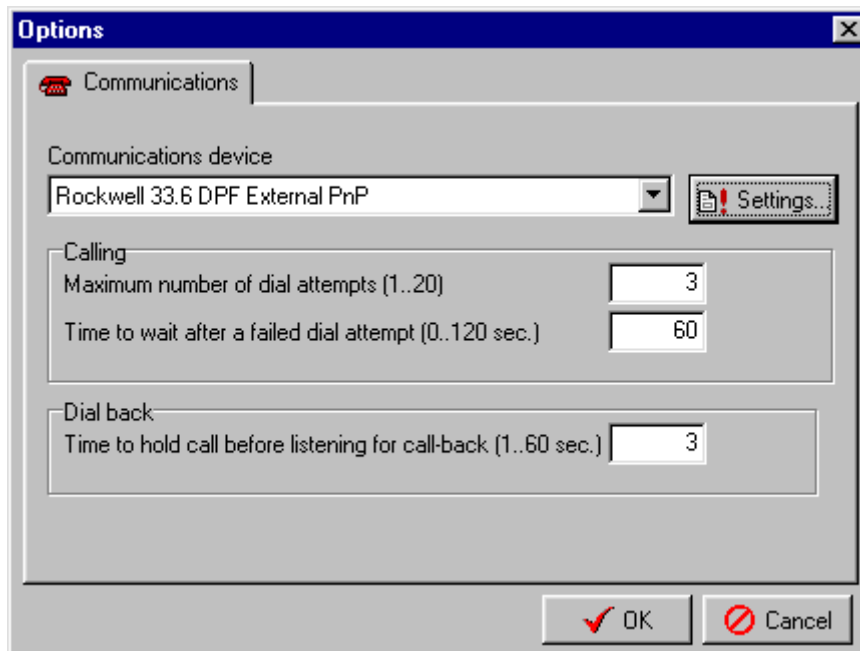 Options
Communications
Communications device
Rockwell 33.6 DPF External PnP
Settings...
Calling
Maximum number of dial attempts (1..20) 3
Time to wait after a failed dial attempt (0..120 sec.) 60
Dial back
Time to hold call before listening for call-back (1..60 sec.) 3
OK Cancel